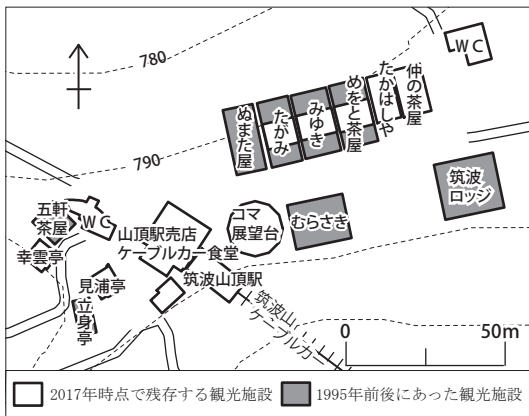 780
WC
仲の茶屋
たかはしや
めをと茶屋
みゆき
たがみ
ぬまた屋
790
筑波
ロッジ
五軒
茶屋
WC
山頂駅売店
ケーブルカー食堂
コマ
展望台
むらさき
幸雲亭
見浦亭
立身亭
筑波山頂駅
筑波山
ケーブルカー
0
50m
2017年時点で残存する観光施設
1995年前後にあった観光施設